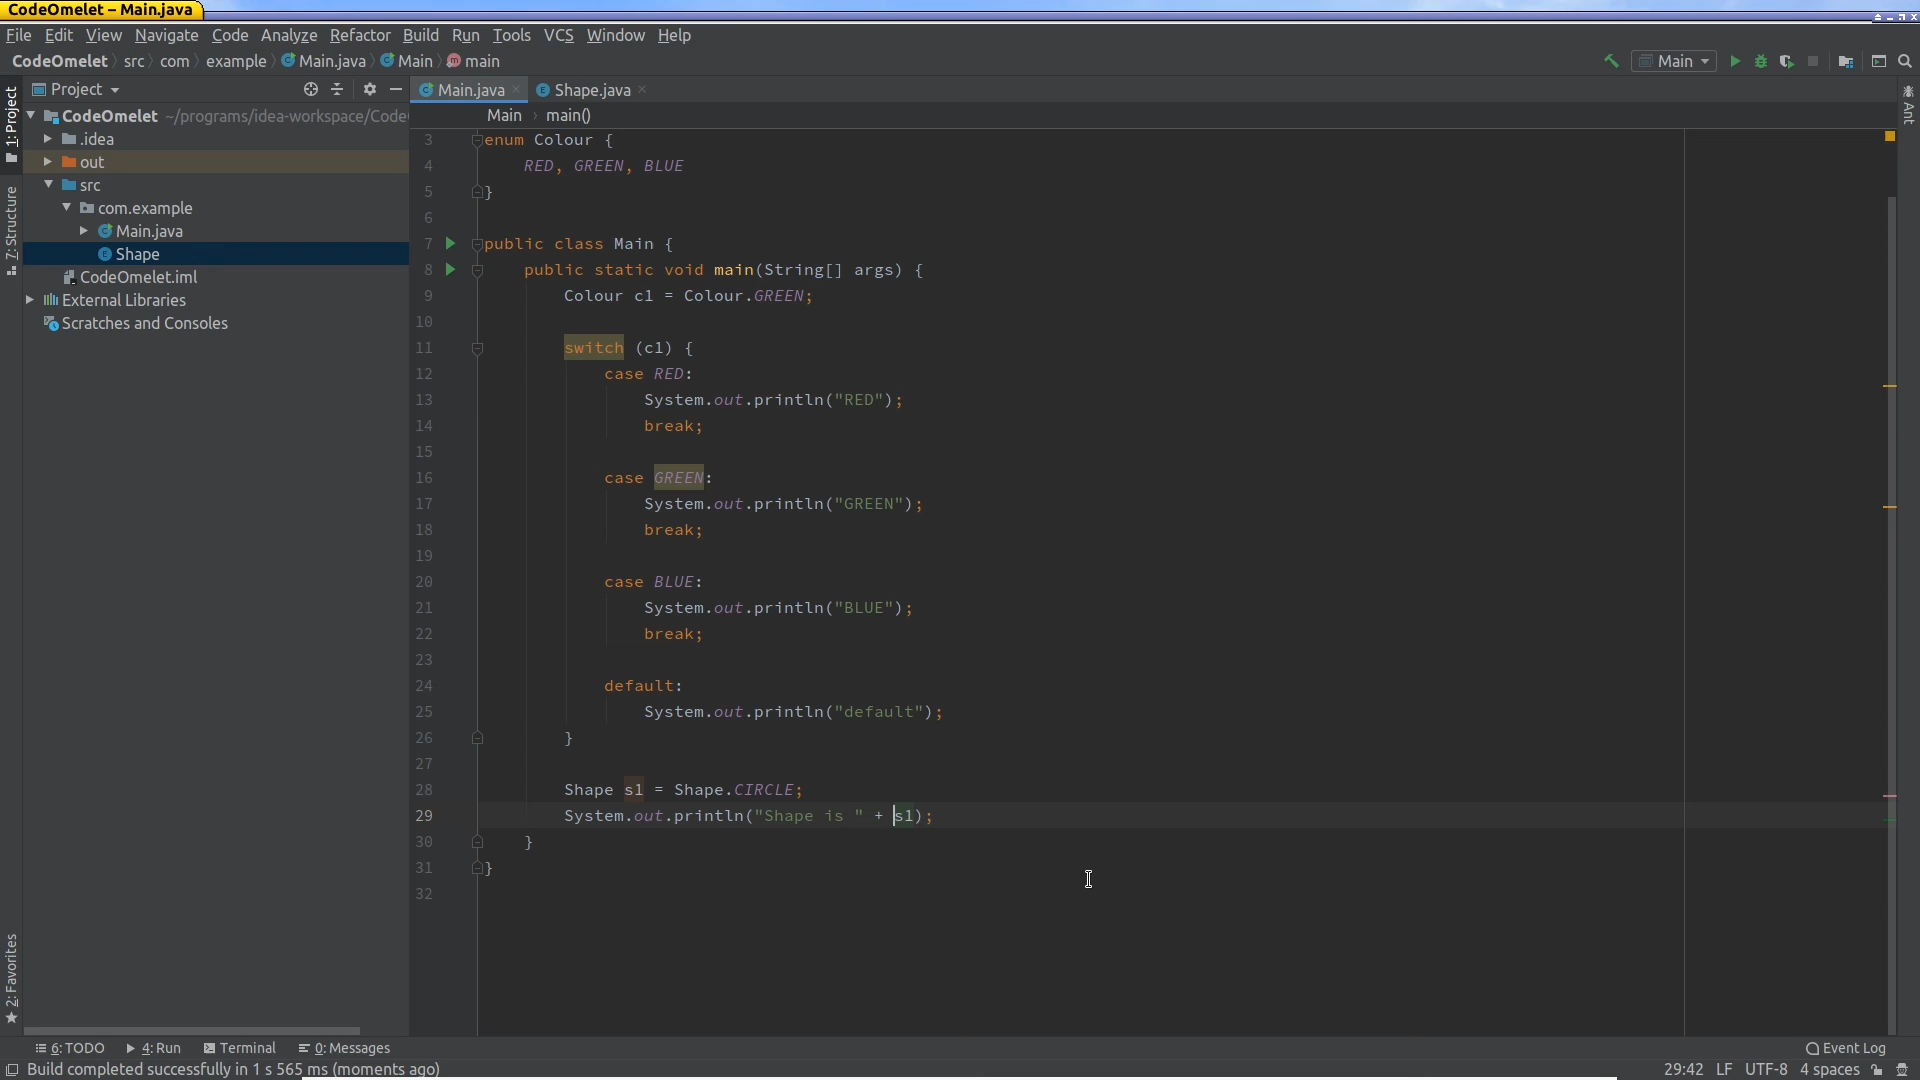 CodeOmelet – Main.java
File Edit View Navigate Code Analyze Refactor Build Run Tools VCS Window Help
CodeOmelet src com example Main.java Main main
Main
Project
Main.java Shape.java
Main main()
1: Project
7: Structure
2: Favorites
Ant
CodeOmelet ~/programs/idea-workspace/Code
.idea
out
src
com.example
Main.java
Shape
CodeOmelet.iml
External Libraries
Scratches and Consoles
3 enum Colour {
4 RED, GREEN, BLUE
5 }
6
7 public class Main {
8 public static void main(String[] args) {
9 Colour c1 = Colour.GREEN;
10
11 switch (c1) {
12 case RED:
13 System.out.println("RED");
14 break;
15
16 case GREEN:
17 System.out.println("GREEN");
18 break;
19
20 case BLUE:
21 System.out.println("BLUE");
22 break;
23
24 default:
25 System.out.println("default");
26 }
27
28 Shape s1 = Shape.CIRCLE;
29 System.out.println("Shape is " + s1);
30 }
31 }
32
6: TODO 4: Run Terminal 0: Messages Event Log
Build completed successfully in 1 s 565 ms (moments ago) 29:42 LF UTF-8 4 spaces